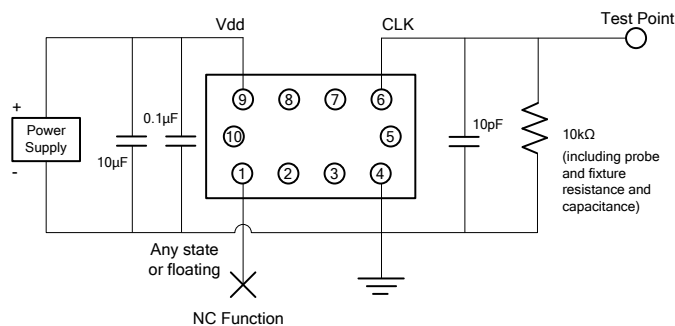 Vdd
CLK
Test Point
9
8
7
6
+
Power
Supply
-
10µF
0.1µF
10
5
10pF
10kΩ
(including probe
and fixture
resistance and
capacitance)
1
2
3
4
Any state
or floating
NC Function